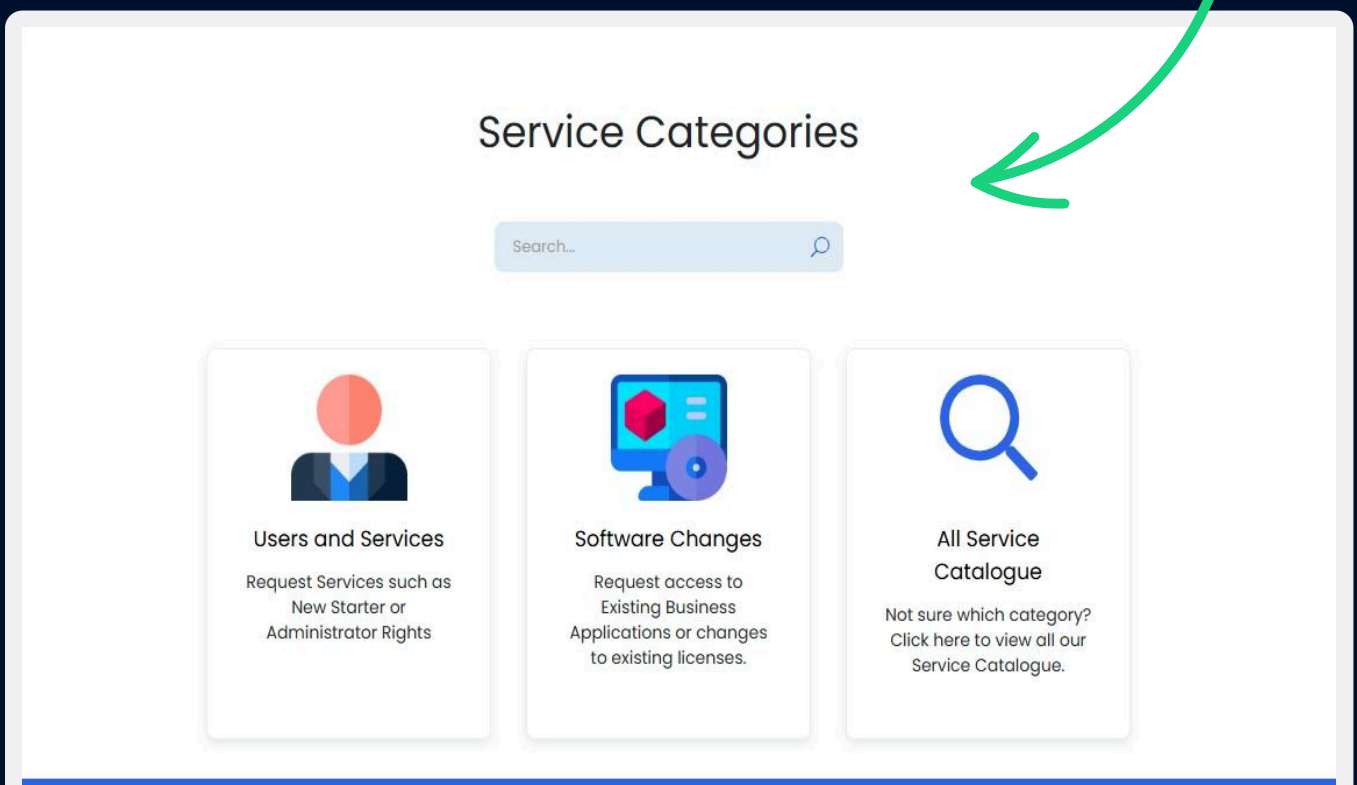 Service Categories
Search...
Users and Services
Request Services such as
New Starter or
Administrator Rights
Software Changes
Request access to
Existing Business
Applications or changes
to existing licenses.
All Service
Catalogue
Not sure which category?
Click here to view all our
Service Catalogue.